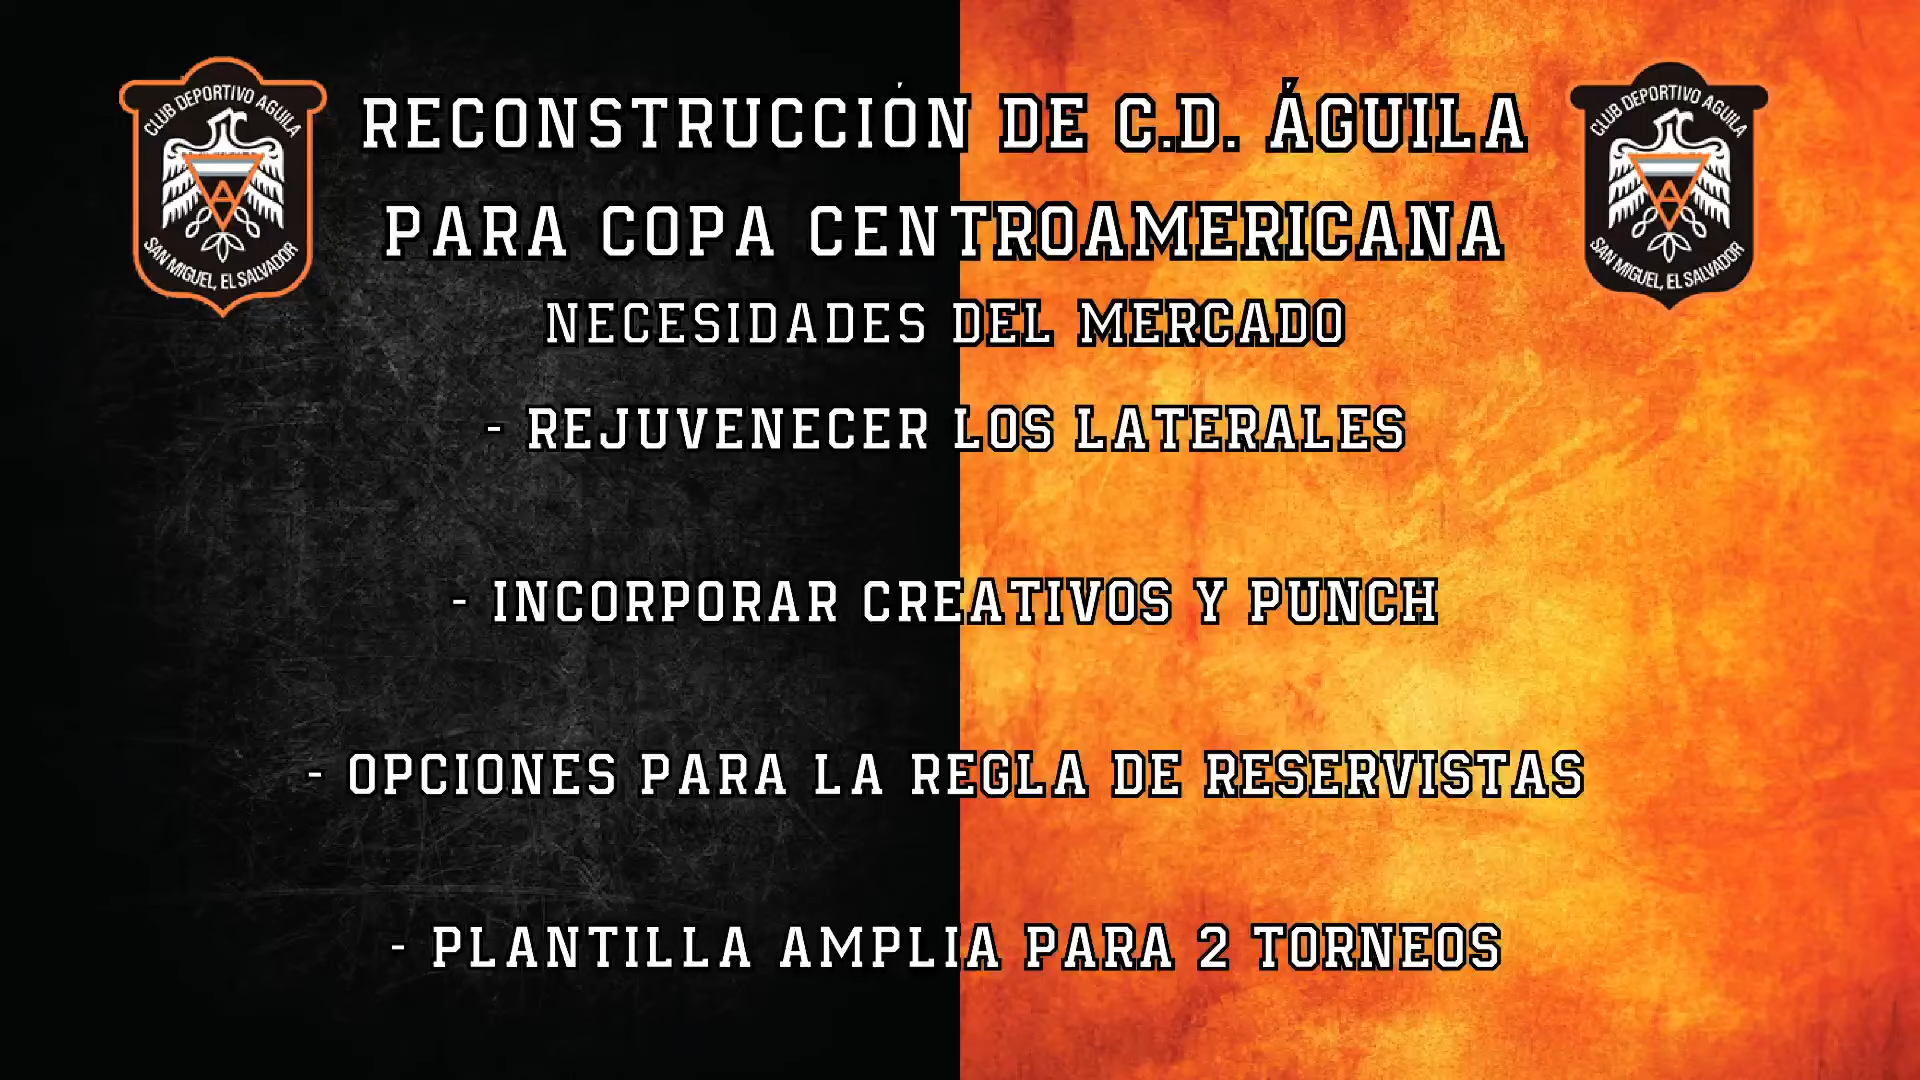 CLUB DEPORTIVO AGUILA
A
SAN MIGUEL, EL SALVADOR
CLUB DEPORTIVO AGUILA
A
SAN MIGUEL, EL SALVADOR
RECONSTRUCCIÓN DE C.D. ÁGUILA
PARA COPA CENTROAMERICANA
NECESIDADES DEL MERCADO
- REJUVENECER LOS LATERALES
- INCORPORAR CREATIVOS Y PUNCH
- OPCIONES PARA LA REGLA DE RESERVISTAS
- PLANTILLA AMPLIA PARA 2 TORNEOS